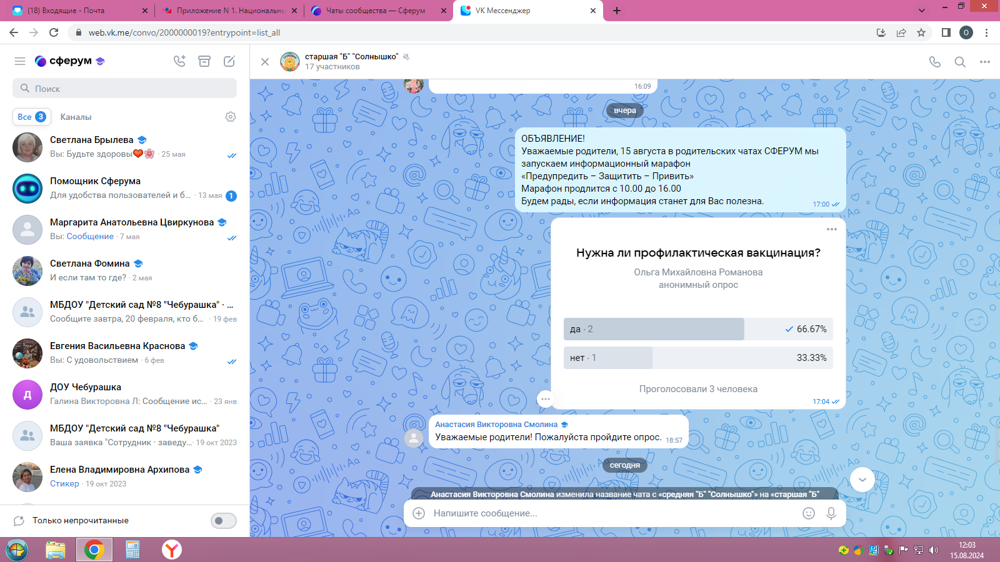 (18) Входящие - Почта
Приложение N 1. Национальнь
Чаты сообщества — Сферум
VK Мессенджер
web.vk.me/convo/2000000019?entrypoint=list_all
О
сферум
старшая "Б" "Солнышко"
17 участников
Поиск
Все 3
Каналы
Светлана Брылева
Вы: Будьте здоровы❤️🌸 · 25 мая
Помощник Сферума
Для удобства пользователей и б... · 13 мая 1
Маргарита Анатольевна Цвиркунова
Вы: Сообщение · 7 мая
Светлана Фомина
И если там то где? · 2 мая
МБДОУ "Детский сад №8 "Чебурашка" · ...
Сообщите завтра, 20 февраля, кто б... · 19 фев
Евгения Васильевна Краснова
Вы: С удовольствием · 6 фев
Д
ДОУ Чебурашка
Галина Викторовна Л: Сообщение ис... · 23 янв
МБДОУ "Детский сад №8 "Чебурашка"
Ваша заявка "Сотрудник · заведу... · 19 окт 2023
Елена Владимировна Архипова
Стикер · 19 окт 2023
Только непрочитанные
16:09
вчера
ОБЪЯВЛЕНИЕ!
Уважаемые родители, 15 августа в родительских чатах СФЕРУМ мы
запускаем информационный марафон
«Предупредить – Защитить – Привить»
Марафон продлится с 10.00 до 16.00
Будем рады, если информация станет для Вас полезна.
17:00
Нужна ли профилактическая вакцинация?
Ольга Михайловна Романова
анонимный опрос
да · 2 66.67%
нет · 1 33.33%
Проголосовали 3 человека
17:04
Анастасия Викторовна Смолина
Уважаемые родители! Пожалуйста пройдите опрос. 18:57
сегодня
Анастасия Викторовна Смолина изменила название чата с «средняя "Б" "Солнышко"» на «старшая "Б"
Напишите сообщение...
12:03
15.08.2024